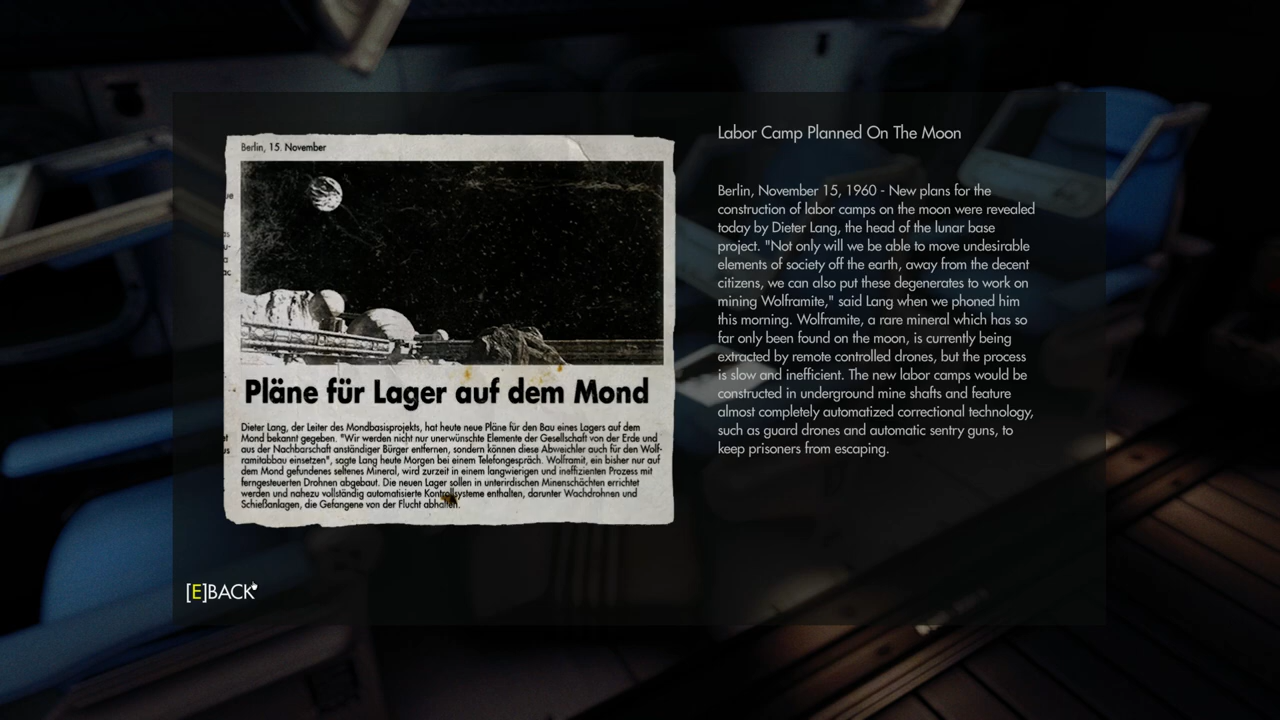 Berlin, 15. November
Pläne für Lager auf dem Mond
Dieter Lang, der Leiter des Mondbasisprojekts, hat heute neue Pläne für den Bau eines Lagers auf dem
Mond bekannt gegeben. "Wir werden nicht nur unerwünschte Elemente der Gesellschaft von der Erde und
aus der Nachbarschaft anständiger Bürger entfernen, sondern können diese Abweichler auch für den Wolf-
ramitabbau einsetzen", sagte Lang heute Morgen bei einem Telefongespräch. Wolframit, ein bisher nur auf
dem Mond gefundenes seltenes Mineral, wird zurzeit in einem langwierigen und ineffizienten Prozess mit
ferngesteuerten Drohnen abgebaut. Die neuen Lager sollen in unterirdischen Minenschächten errichtet
werden und nahezu vollständig automatisierte Kontrollsysteme enthalten, darunter Wachdrohnen und
Schießanlagen, die Gefangene von der Flucht abhalten.
Labor Camp Planned On The Moon
Berlin, November 15, 1960 - New plans for the
construction of labor camps on the moon were revealed
today by Dieter Lang, the head of the lunar base
project. "Not only will we be able to move undesirable
elements of society off the earth, away from the decent
citizens, we can also put these degenerates to work on
mining Wolframite," said Lang when we phoned him
this morning. Wolframite, a rare mineral which has so
far only been found on the moon, is currently being
extracted by remote controlled drones, but the process
is slow and inefficient. The new labor camps would be
constructed in underground mine shafts and feature
almost completely automatized correctional technology,
such as guard drones and automatic sentry guns, to
keep prisoners from escaping.
[E]BACK